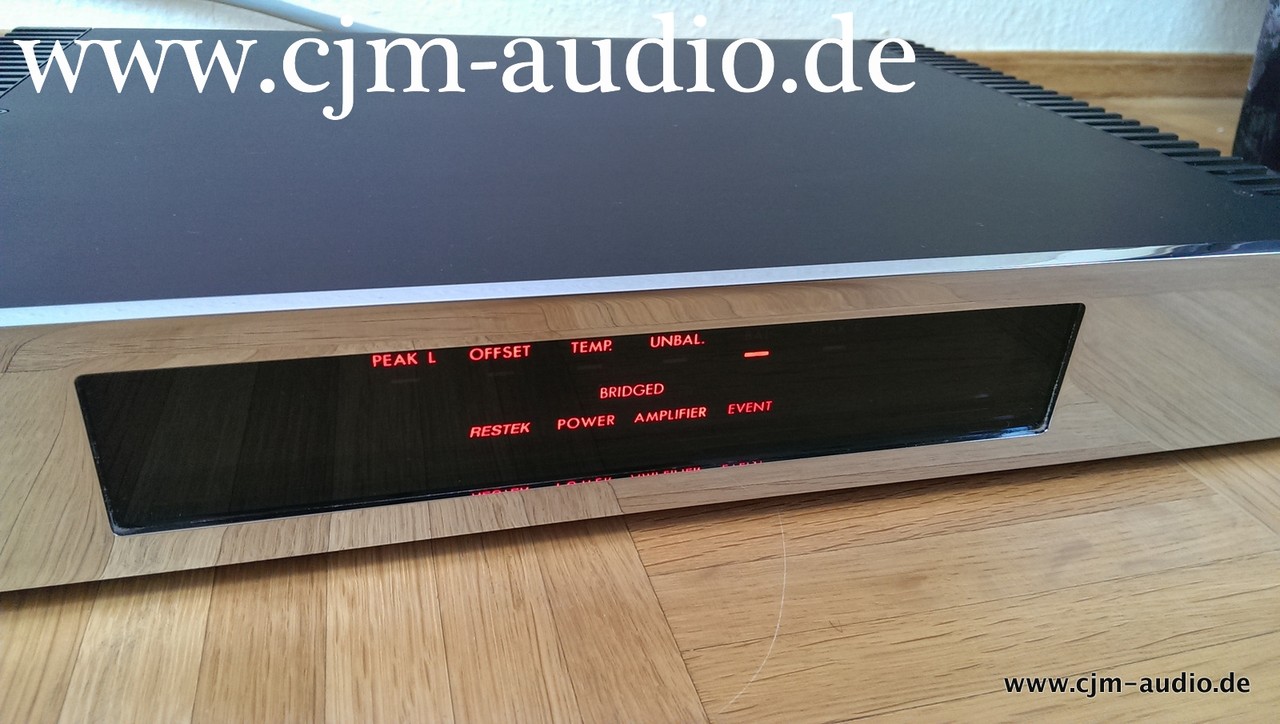 www.cjm-audio.de
PEAK L OFFSET TEMP. UNBAL.
BRIDGED
RESTEK POWER AMPLIFIER EVENT
www.cjm-audio.de